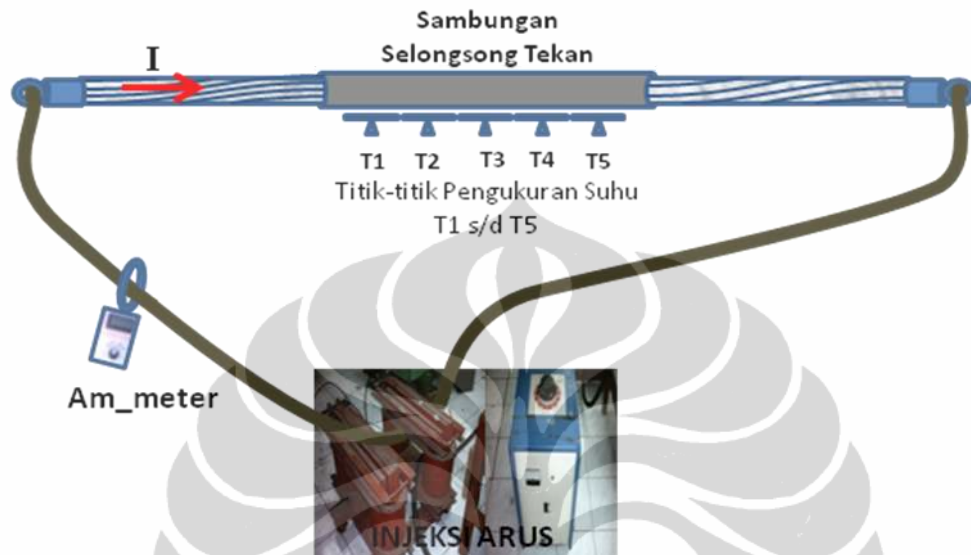 Sambungan
Selongsong Tekan
I
T1 T2 T3 T4 T5
Titik-titik Pengukuran Suhu
T1 s/d T5
Am_meter
INJEKSI ARUS